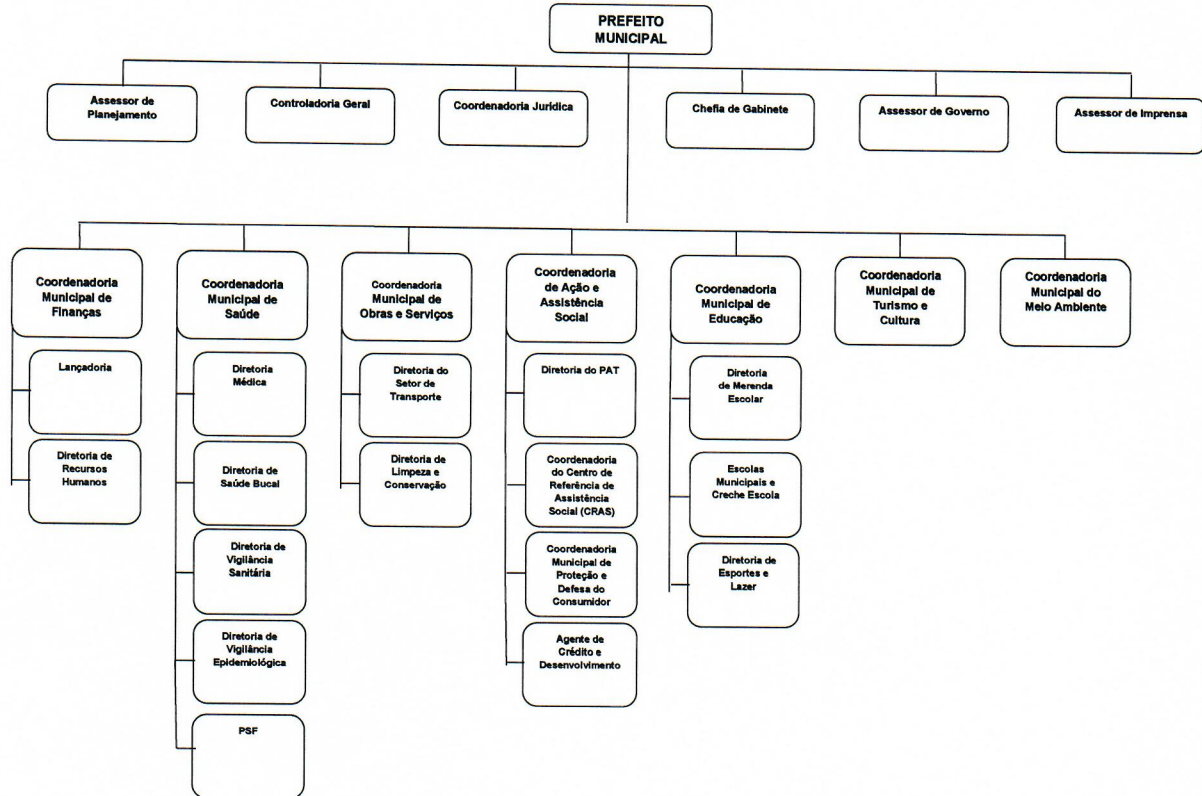 PREFEITO
MUNICIPAL
Assessor de
Planejamento
Controladoria Geral
Coordenadoria Juridica
Chefia de Gabinete
Assessor de Governo
Assessor de Imprensa
Coordenadoria
Municipal de
Finanças
Coordenadoria
Municipal de
Saúde
Coordenadoria
Municipal de
Obras e Serviços
Coordenadoria
de Ação e
Assistência
Social
Coordenadoria
Municipal de
Educação
Coordenadoria
Municipal de
Turismo e
Cultura
Coordenadoria
Municipal do
Meio Ambiente
Lançadoria
Diretoria de
Recursos
Humanos
Diretoria
Médica
Diretoria de
Saúde Bucal
Diretoria de
Vigilância
Sanitária
Diretoria de
Vigilância
Epidemiológica
PSF
Diretoria do
Setor de
Transporte
Diretoria de
Limpeza e
Conservação
Diretoria do PAT
Coordenadoria
do Centro de
Referência de
Assistência
Social (CRAS)
Coordenadoria
Municipal de
Proteção e
Defesa do
Consumidor
Agente de
Crédito e
Desenvolvimento
Diretoria
de Merenda
Escolar
Escolas
Municipais e
Creche Escola
Diretoria de
Esportes e
Lazer